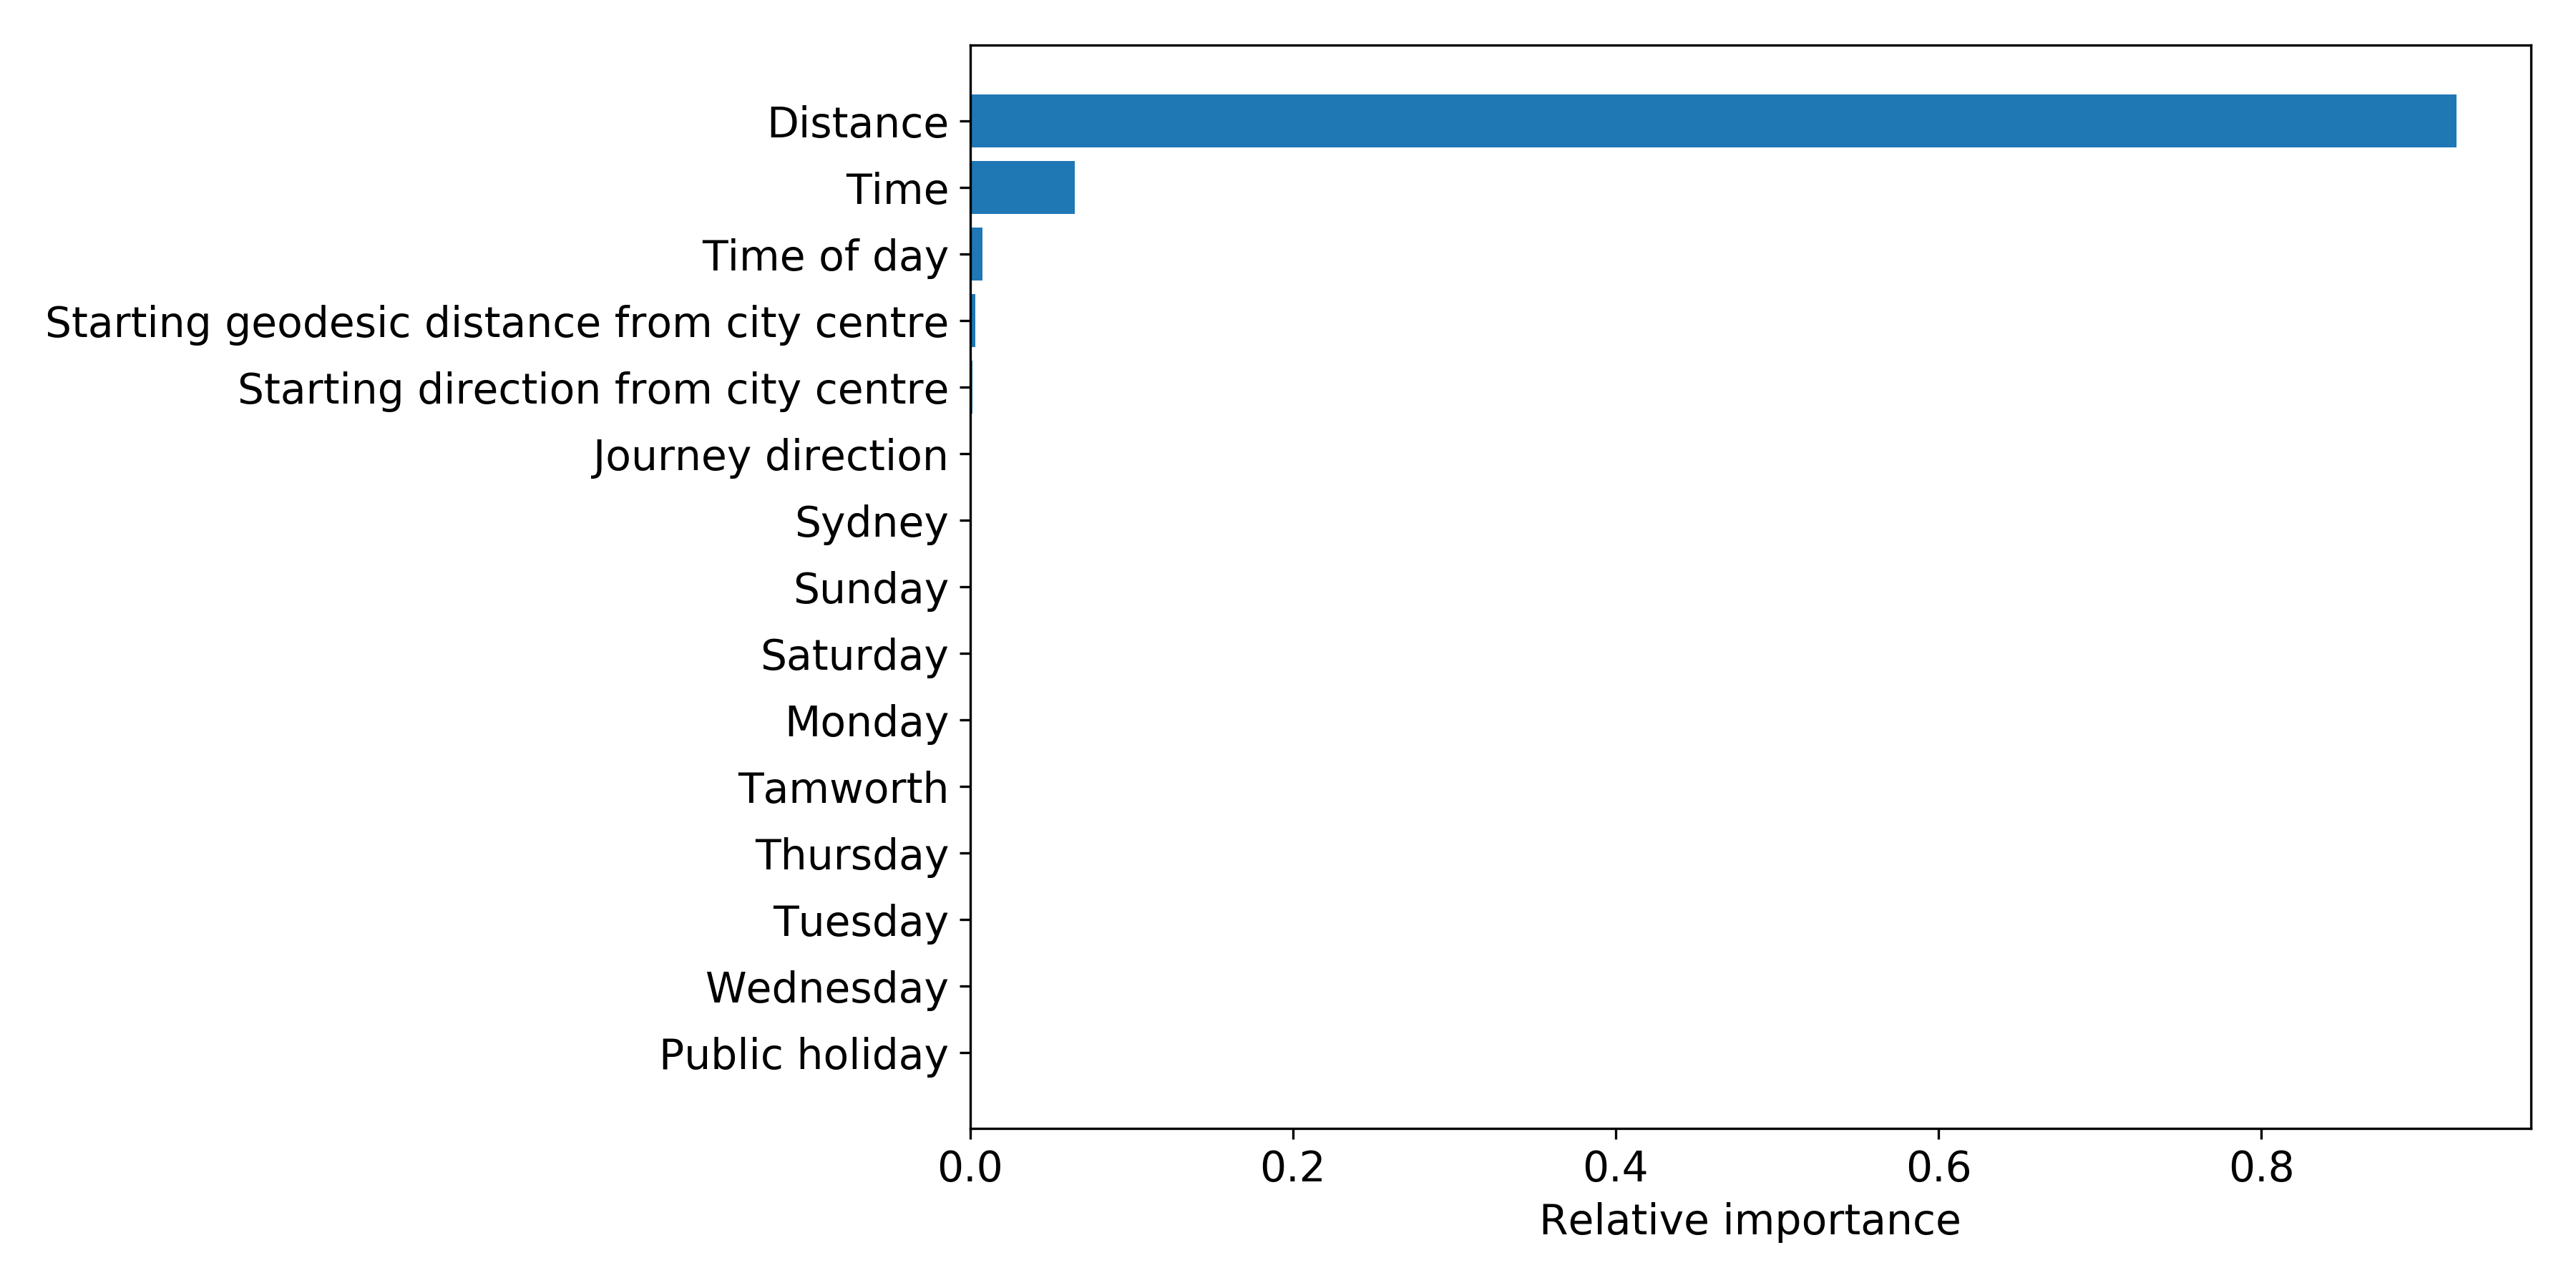 Distance
Time
Time of day
Starting geodesic distance from city centre
Starting direction from city centre
Journey direction
Sydney
Sunday
Saturday
Monday
Tamworth
Thursday
Tuesday
Wednesday
Public holiday
0.0 0.2 0.4 0.6 0.8
Relative importance